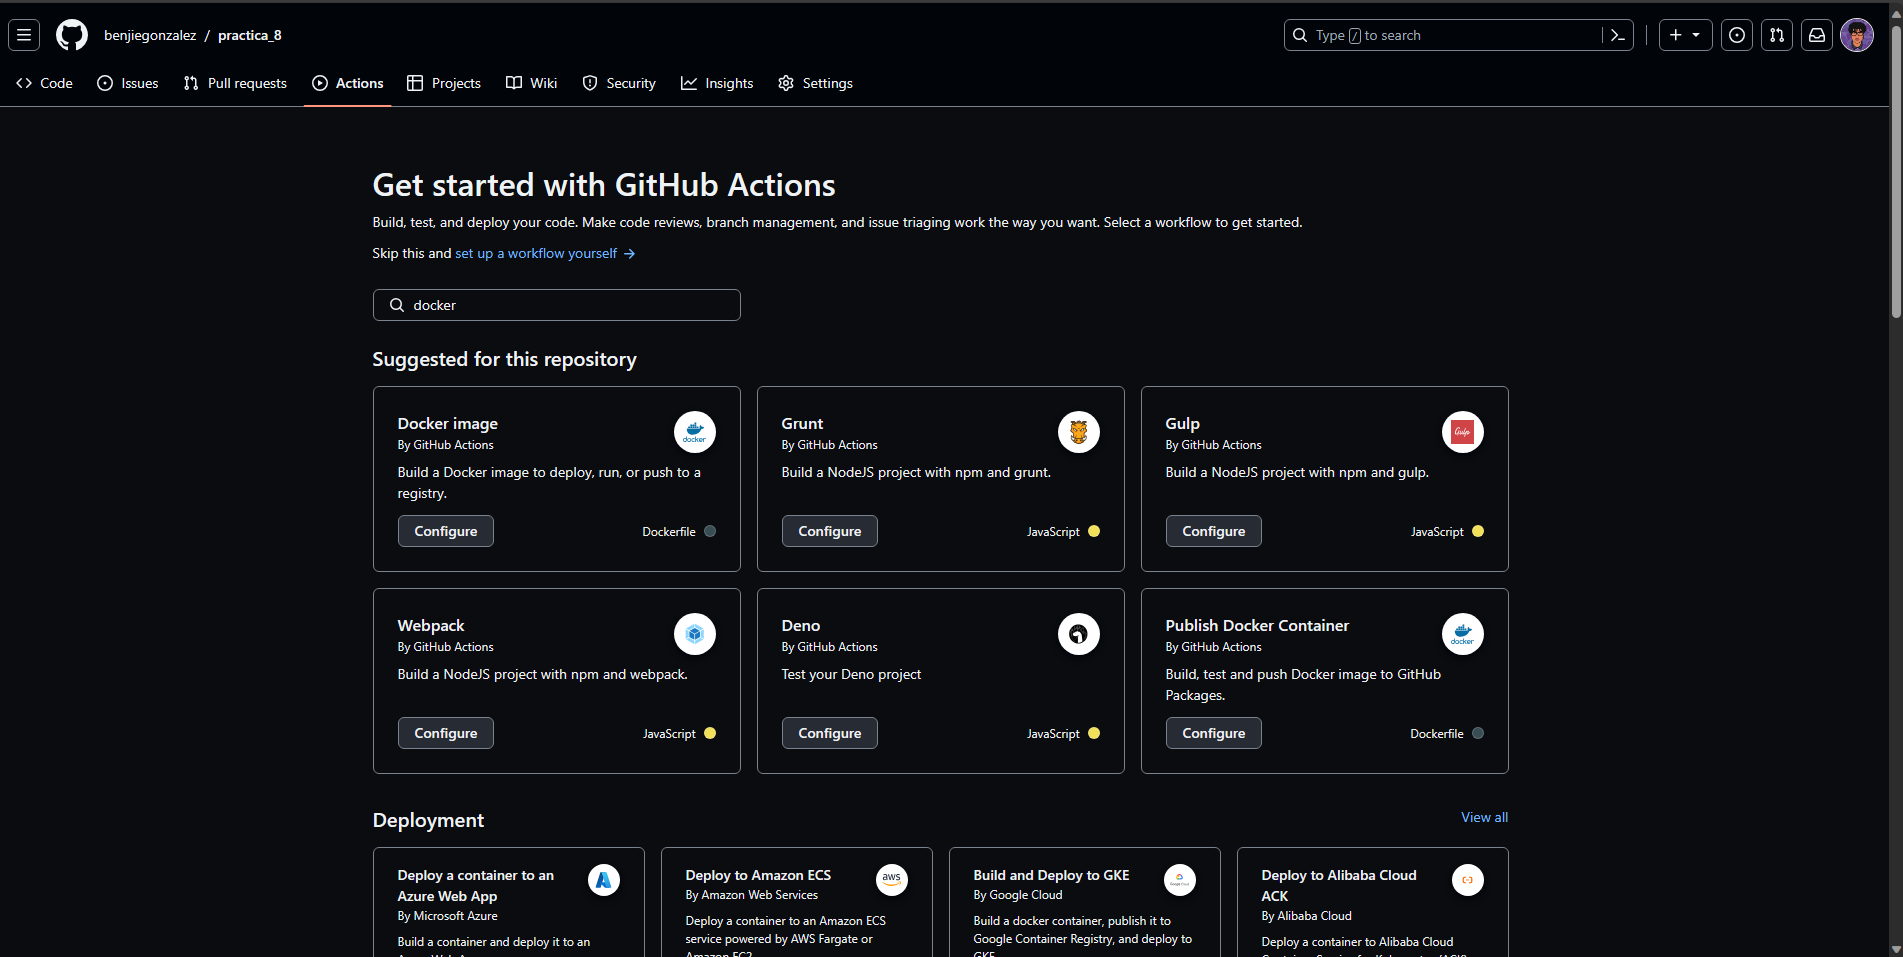 benjiegonzalez / practica_8
Type / to search
Code Issues Pull requests Actions Projects Wiki Security Insights Settings
Get started with GitHub Actions
Build, test, and deploy your code. Make code reviews, branch management, and issue triaging work the way you want. Select a workflow to get started.
Skip this and set up a workflow yourself →
docker
Suggested for this repository
Docker image
By GitHub Actions
docker
Build a Docker image to deploy, run, or push to a
registry.
Configure
Dockerfile
Grunt
By GitHub Actions
Build a NodeJS project with npm and grunt.
Configure
JavaScript
Gulp
By GitHub Actions
Gulp
Build a NodeJS project with npm and gulp.
Configure
JavaScript
Webpack
By GitHub Actions
Build a NodeJS project with npm and webpack.
Configure
JavaScript
Deno
By GitHub Actions
Test your Deno project
Configure
JavaScript
Publish Docker Container
By GitHub Actions
docker
Build, test and push Docker image to GitHub
Packages.
Configure
Dockerfile
Deployment
View all
Deploy a container to an
Azure Web App
By Microsoft Azure
Build a container and deploy it to an
Deploy to Amazon ECS
By Amazon Web Services
aws
Deploy a container to an Amazon ECS
service powered by AWS Fargate or
Amazon EC2
Build and Deploy to GKE
By Google Cloud
Google Cloud
Build a docker container, publish it to
Google Container Registry, and deploy to
GKE
Deploy to Alibaba Cloud
ACK
By Alibaba Cloud
Deploy a container to Alibaba Cloud